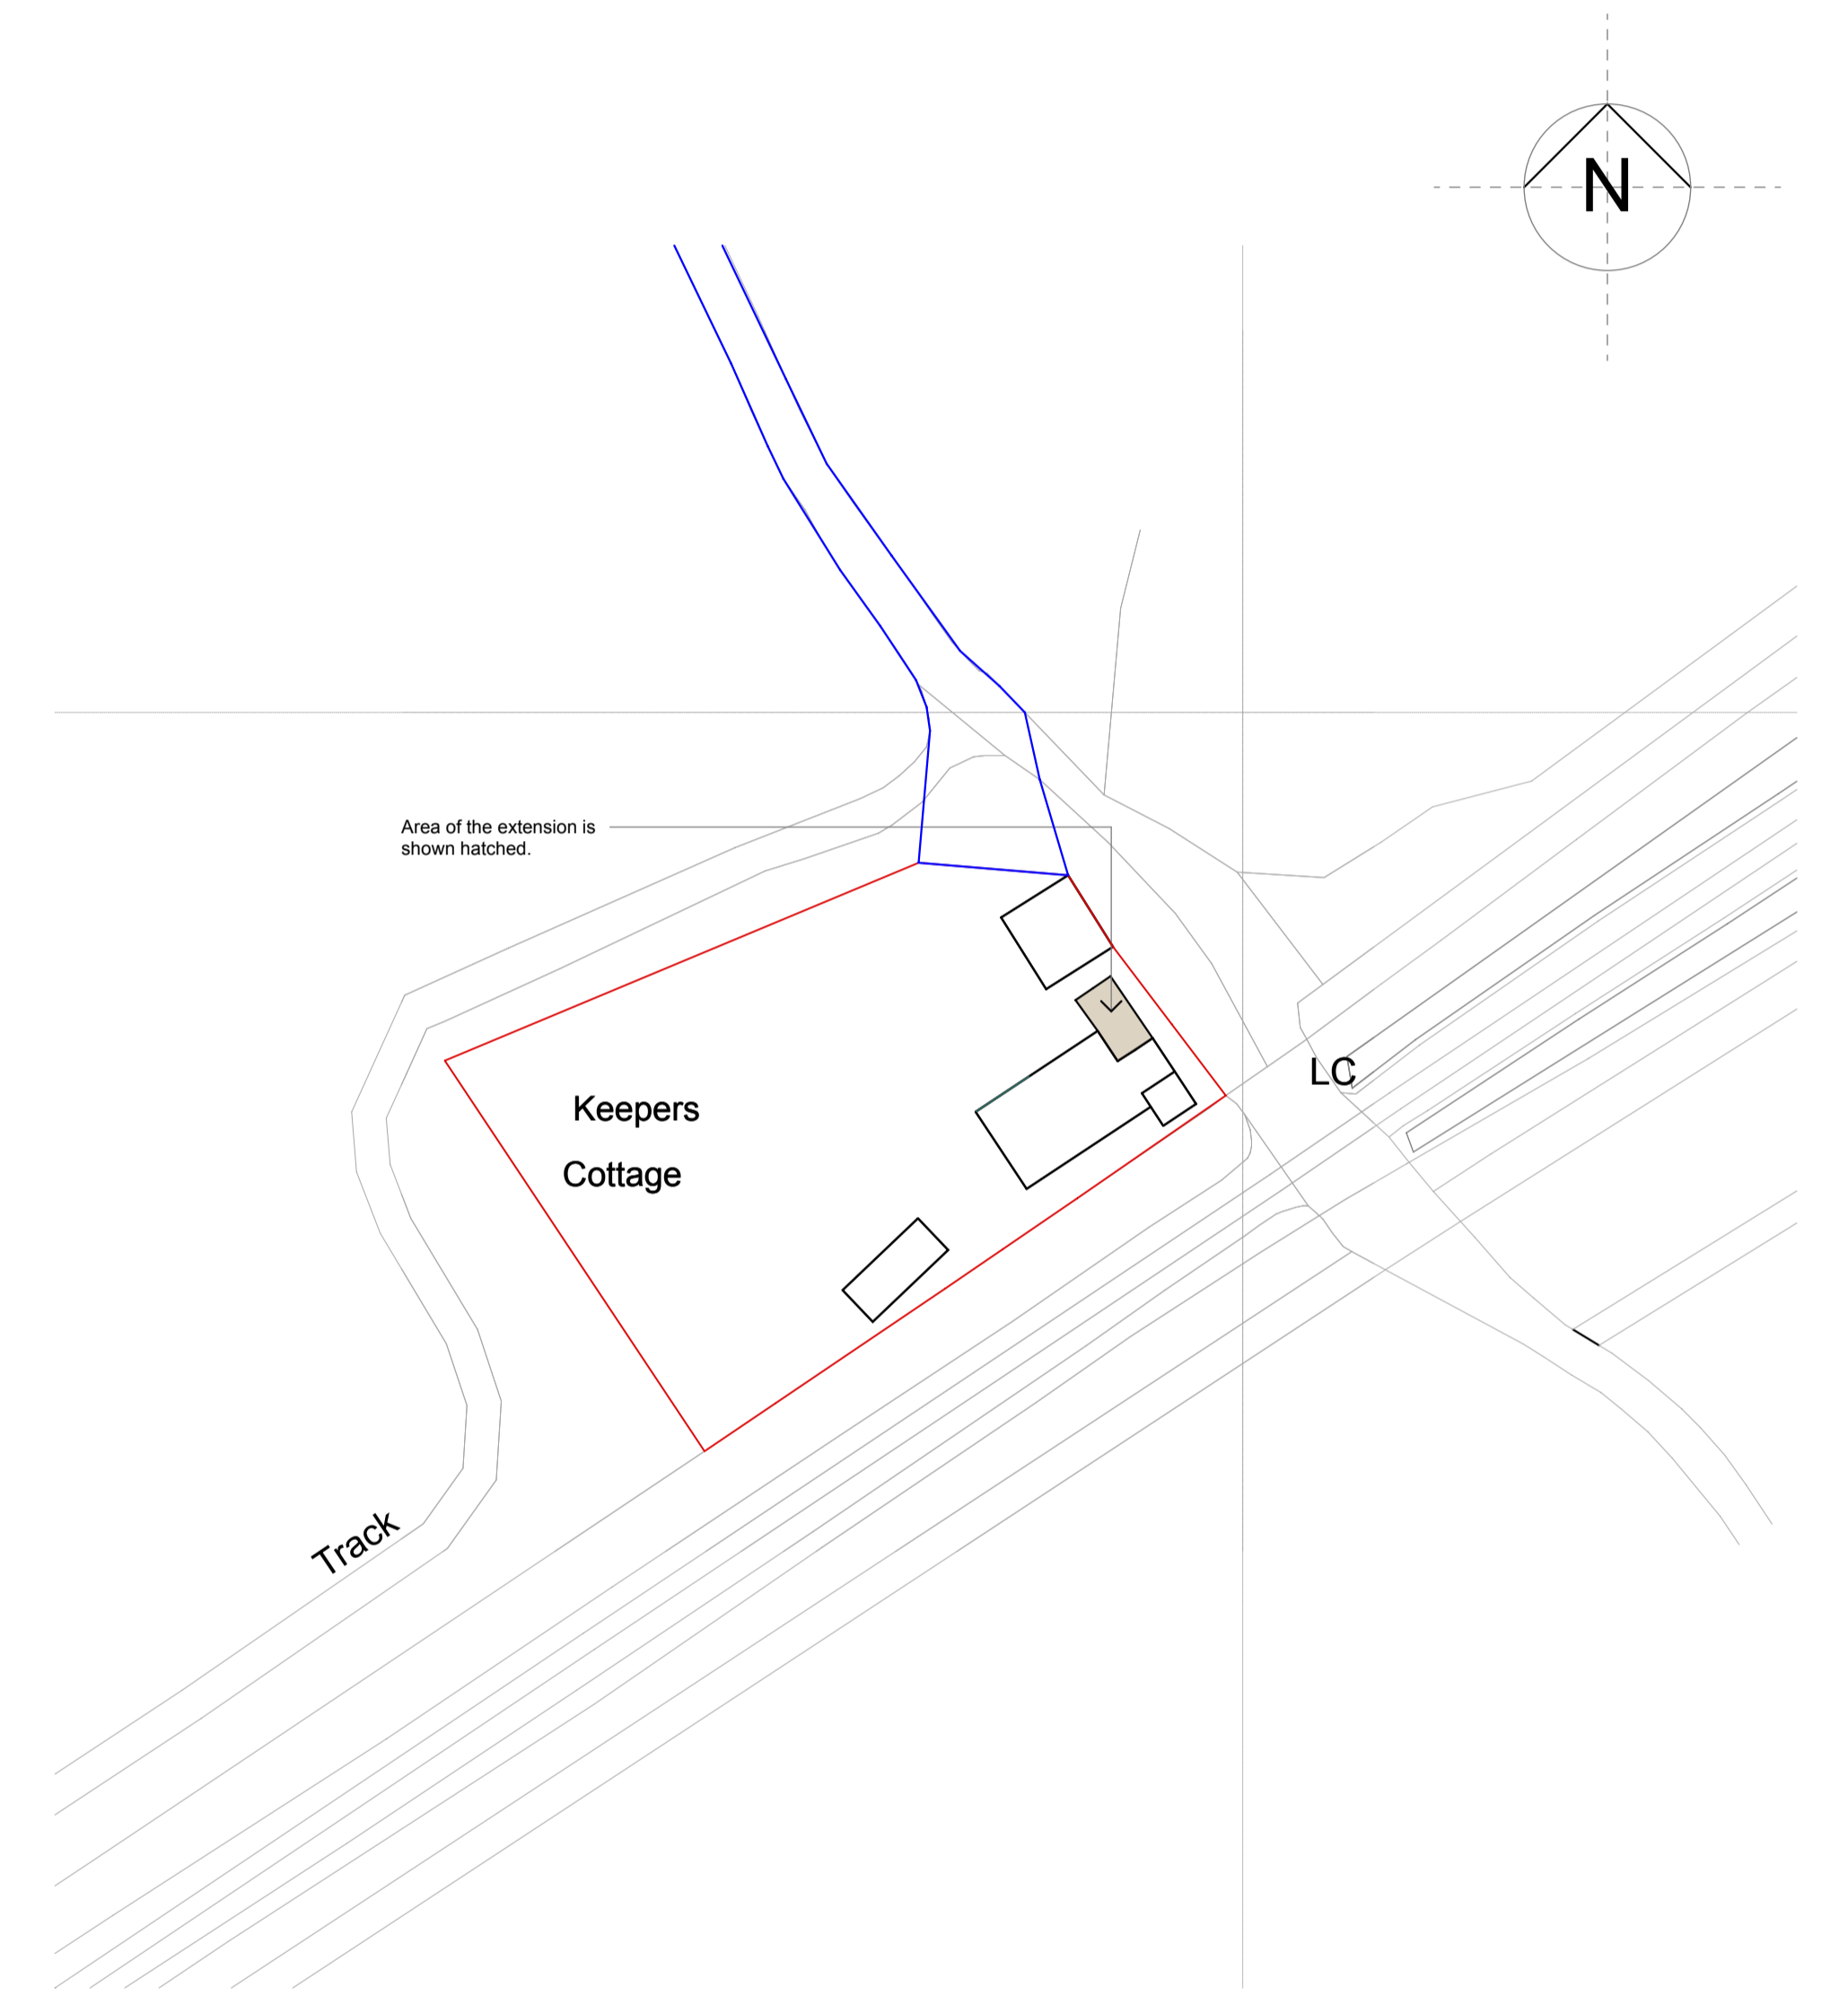 N
Area of the extension is
shown hatched.
LC
Keepers
Cottage
Track